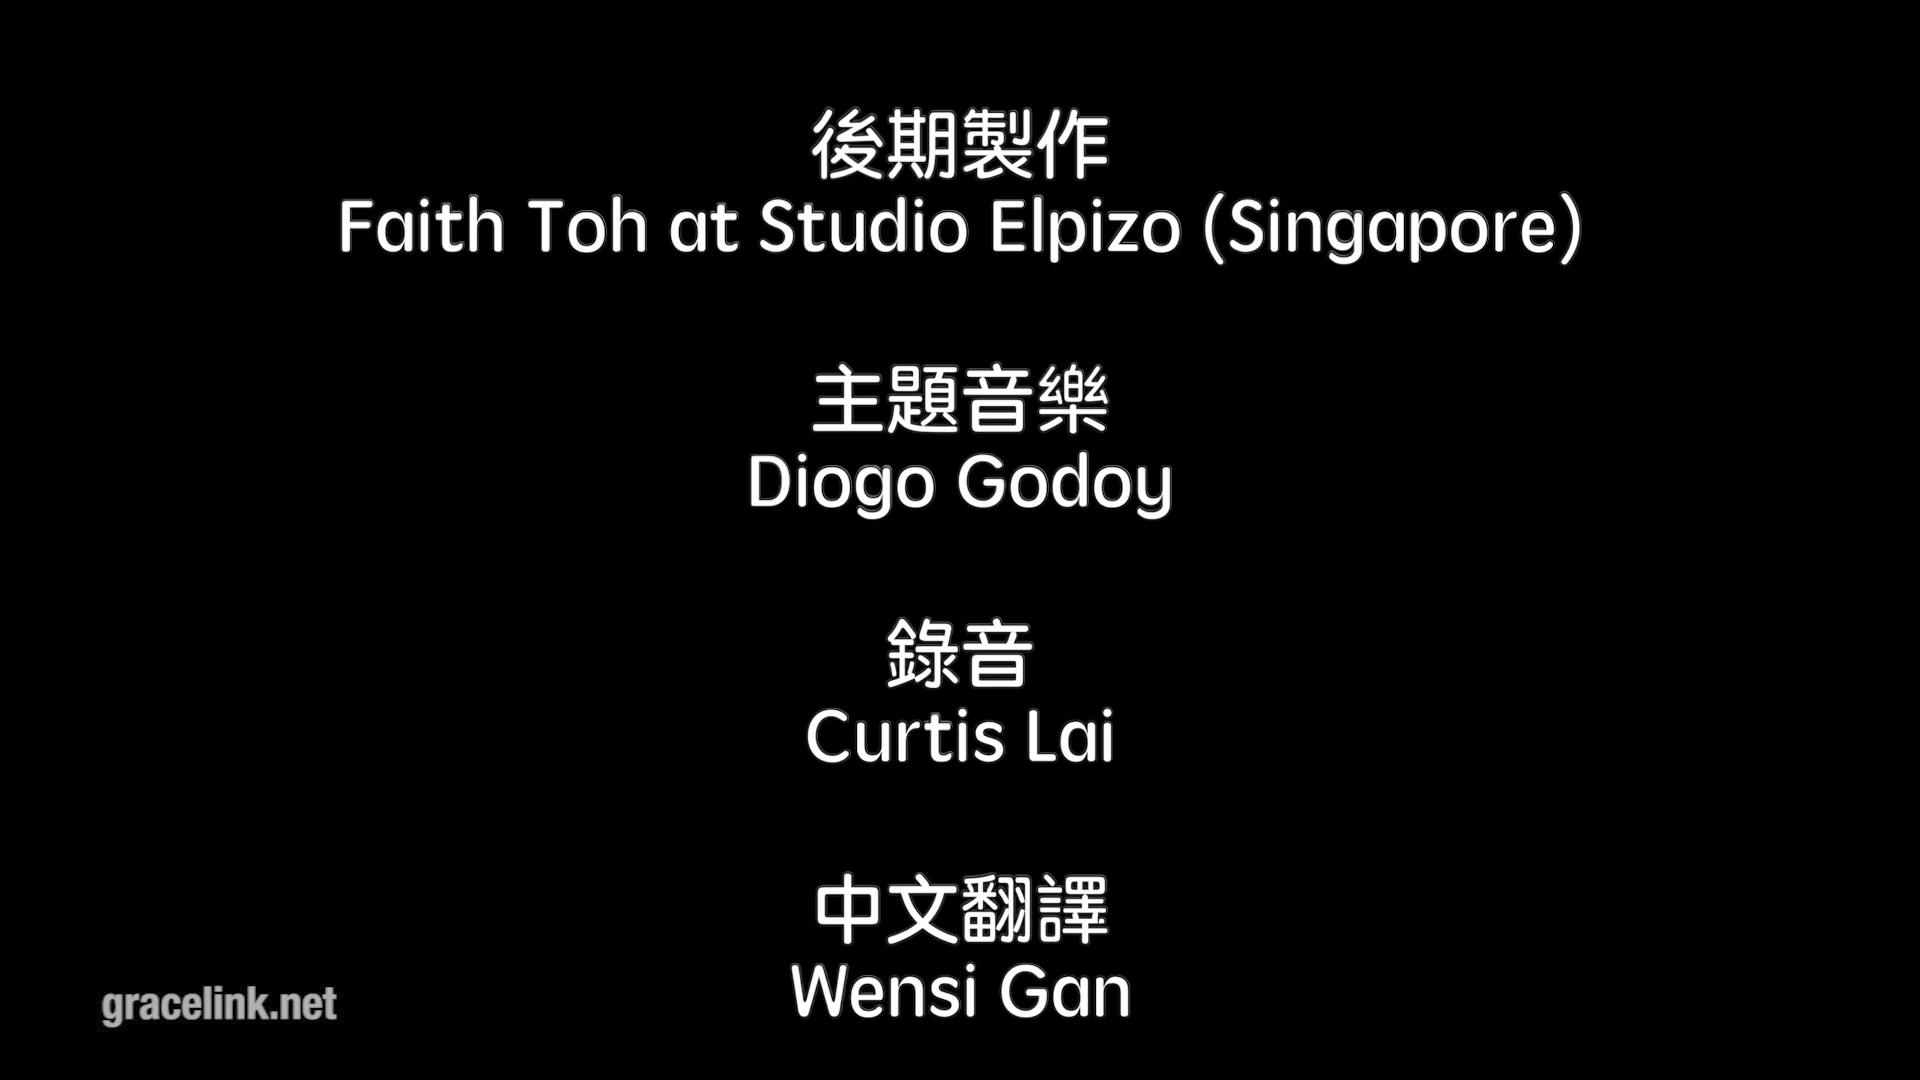 後期製作
Faith Toh at Studio Elpizo (Singapore)
主題音樂
Diogo Godoy
錄音
Curtis Lai
中文翻譯
Wensi Gan
gracelink.net